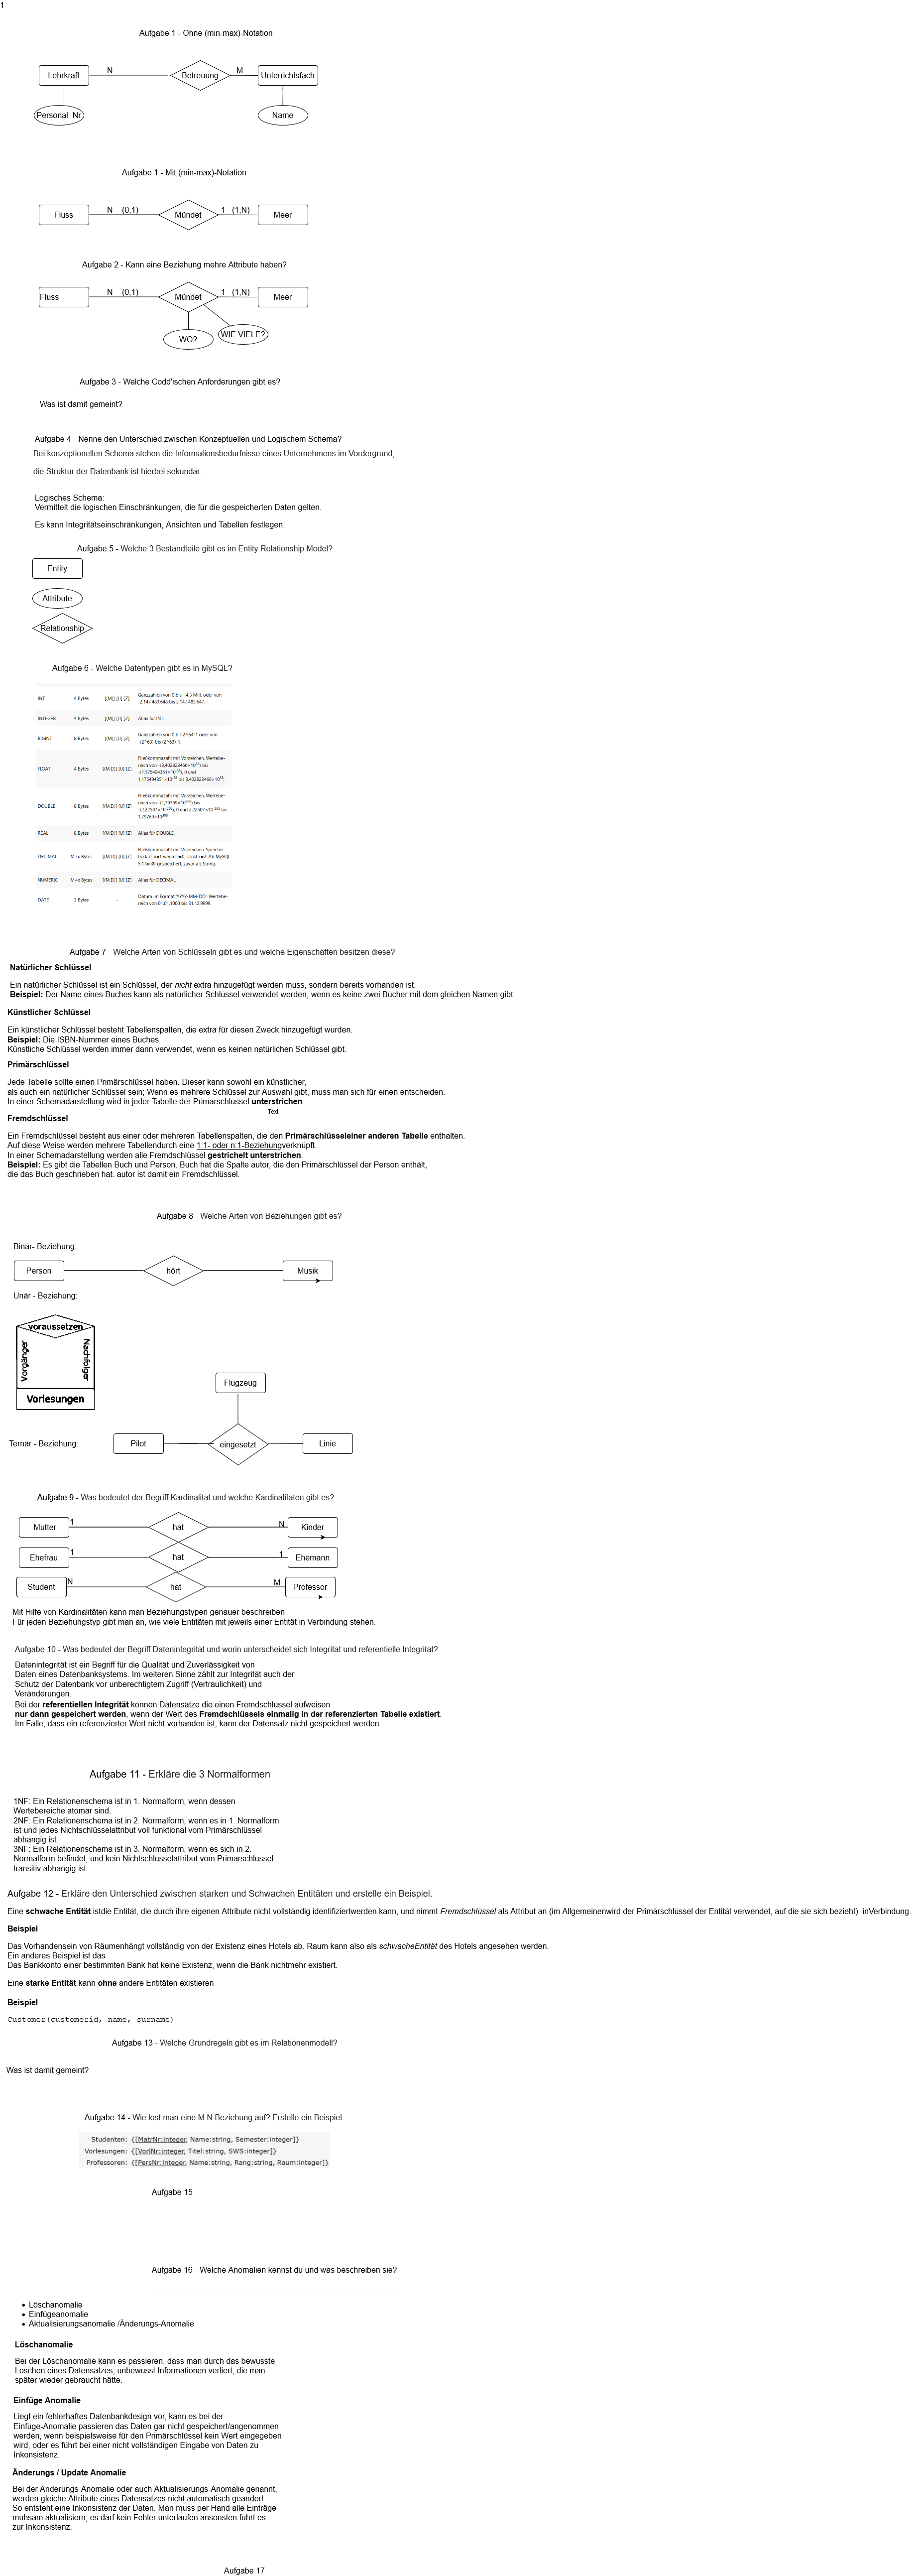 1
Aufgabe 1 - Ohne (min-max)-Notation
Lehrkraft N Betreuung M Unterrichtsfach
Personal Nr Name
Aufgabe 1 - Mit (min-max)-Notation
Fluss N (0,1) Mündet 1 (1,N) Meer
Aufgabe 2 - Kann eine Beziehung mehre Attribute haben?
Fluss N (0,1) Mündet 1 (1,N) Meer
WO? WIE VIELE?
Aufgabe 3 - Welche Codd'ischen Anforderungen gibt es?
Was ist damit gemeint?
Aufgabe 4 - Nenne den Unterschied zwischen Konzeptuellen und Logischem Schema?
Bei konzeptionellen Schema stehen die Informationsbedürfnisse eines Unternehmens im Vordergrund,
die Struktur der Datenbank ist hierbei sekundär.
Logisches Schema:
Vermittelt die logischen Einschränkungen, die für die gespeicherten Daten gelten.
Es kann Integritätseinschränkungen, Ansichten und Tabellen festlegen.
Aufgabe 5 - Welche 3 Bestandteile gibt es im Entity Relationship Model?
Entity
Attribute
Relationship
Aufgabe 6 - Welche Datentypen gibt es in MySQL?
INT 4 Bytes [(M)] [U] [Z] Ganzzahlen von 0 bis ~4,3 Mill. oder von
-2.147.483.648 bis 2.147.483.647.
INTEGER 4 Bytes [(M)] [U] [Z] Alias für INT.
BIGINT 8 Bytes [(M)] [U] [Z] Ganzzahlen von 0 bis 2^64-1 oder von
-(2^63) bis (2^63)-1.
FLOAT 4 Bytes [(M,D)] [U] [Z] Fließkommazahl mit Vorzeichen. Wertebe-
reich von -(3,402823466×10^38) bis
-(1,175494351×10^-38), 0 und
1,175494351×10^-38 bis 3,402823466×10^38.
DOUBLE 8 Bytes [(M,D)] [U] [Z] Fließkommazahl mit Vorzeichen. Wertebe-
reich von -(1,79769×10^308) bis
-(2.22507×10^-308), 0 und 2.22507×10^-308 bis
1,79769×10^308
REAL 8 Bytes [(M,D)] [U] [Z] Alias für DOUBLE.
DECIMAL M+x Bytes [(M,D)] [U] [Z] Fließkommazahl mit Vorzeichen. Speicher-
bedarf: x=1 wenn D=0, sonst x=2. Ab MySQL
5.1 binär gespeichert, zuvor als String.
NUMERIC M+x Bytes [(M,D)] [U] [Z] Alias für DECIMAL.
DATE 3 Bytes - Datum im Format 'YYYY-MM-DD'. Wertebe-
reich von 01.01.1000 bis 31.12.9999.
Aufgabe 7 - Welche Arten von Schlüsseln gibt es und welche Eigenschaften besitzen diese?
Natürlicher Schlüssel
Ein natürlicher Schlüssel ist ein Schlüssel, der nicht extra hinzugefügt werden muss, sondern bereits vorhanden ist.
Beispiel: Der Name eines Buches kann als natürlicher Schlüssel verwendet werden, wenn es keine zwei Bücher mit dem gleichen Namen gibt.
Künstlicher Schlüssel
Ein künstlicher Schlüssel besteht Tabellenspalten, die extra für diesen Zweck hinzugefügt wurden.
Beispiel: Die ISBN-Nummer eines Buches.
Künstliche Schlüssel werden immer dann verwendet, wenn es keinen natürlichen Schlüssel gibt.
Primärschlüssel
Jede Tabelle sollte einen Primärschlüssel haben. Dieser kann sowohl ein künstlicher,
als auch ein natürlicher Schlüssel sein; Wenn es mehrere Schlüssel zur Auswahl gibt, muss man sich für einen entscheiden.
In einer Schemadarstellung wird in jeder Tabelle der Primärschlüssel unterstrichen.
Text
Fremdschlüssel
Ein Fremdschlüssel besteht aus einer oder mehreren Tabellenspalten, die den Primärschlüsseleiner anderen Tabelle enthalten.
Auf diese Weise werden mehrere Tabellendurch eine 1:1- oder n:1-Beziehungverknüpft.
In einer Schemadarstellung werden alle Fremdschlüssel gestrichelt unterstrichen.
Beispiel: Es gibt die Tabellen Buch und Person. Buch hat die Spalte autor, die den Primärschlüssel der Person enthält,
die das Buch geschrieben hat. autor ist damit ein Fremdschlüssel.
Aufgabe 8 - Welche Arten von Beziehungen gibt es?
Binär- Beziehung:
Person hört Musik
Unär - Beziehung:
voraussetzen
Vorgänger Nachfolger
Vorlesungen
Flugzeug
Ternär - Beziehung: Pilot eingesetzt Linie
Aufgabe 9 - Was bedeutet der Begriff Kardinalität und welche Kardinalitäten gibt es?
Mutter 1 hat N Kinder
Ehefrau 1 hat 1 Ehemann
Student N hat M Professor
Mit Hilfe von Kardinalitäten kann man Beziehungstypen genauer beschreiben
Für jeden Beziehungstyp gibt man an, wie viele Entitäten mit jeweils einer Entität in Verbindung stehen.
Aufgabe 10 - Was bedeutet der Begriff Datenintegrität und worin unterscheidet sich Integrität und referentielle Integrität?
Datenintegrität ist ein Begriff für die Qualität und Zuverlässigkeit von
Daten eines Datenbanksystems. Im weiteren Sinne zählt zur Integrität auch der
Schutz der Datenbank vor unberechtigtem Zugriff (Vertraulichkeit) und
Veränderungen.
Bei der referentiellen Integrität können Datensätze die einen Fremdschlüssel aufweisen
nur dann gespeichert werden, wenn der Wert des Fremdschlüssels einmalig in der referenzierten Tabelle existiert.
Im Falle, dass ein referenzierter Wert nicht vorhanden ist, kann der Datensatz nicht gespeichert werden
Aufgabe 11 - Erkläre die 3 Normalformen
1NF: Ein Relationenschema ist in 1. Normalform, wenn dessen
Wertebereiche atomar sind.
2NF: Ein Relationenschema ist in 2. Normalform, wenn es in 1. Normalform
ist und jedes Nichtschlüsselattribut voll funktional vom Primärschlüssel
abhängig ist.
3NF: Ein Relationenschema ist in 3. Normalform, wenn es sich in 2.
Normalform befindet, und kein Nichtschlüsselattribut vom Primärschlüssel
transitiv abhängig ist.
Aufgabe 12 - Erkläre den Unterschied zwischen starken und Schwachen Entitäten und erstelle ein Beispiel.
Eine schwache Entität istdie Entität, die durch ihre eigenen Attribute nicht vollständig identifiziertwerden kann, und nimmt Fremdschlüssel als Attribut an (im Allgemeinenwird der Primärschlüssel der Entität verwendet, auf die sie sich bezieht). inVerbindung.
Beispiel
Das Vorhandensein von Räumenhängt vollständig von der Existenz eines Hotels ab. Raum kann also als schwacheEntität des Hotels angesehen werden.
Ein anderes Beispiel ist das
Das Bankkonto einer bestimmten Bank hat keine Existenz, wenn die Bank nichtmehr existiert.
Eine starke Entität kann ohne andere Entitäten existieren
Beispiel
Customer(customerid, name, surname)
Aufgabe 13 - Welche Grundregeln gibt es im Relationenmodell?
Was ist damit gemeint?
Aufgabe 14 - Wie löst man eine M:N Beziehung auf? Erstelle ein Beispiel
Studenten: {[MatrNr:integer, Name:string, Semester:integer]}
Vorlesungen: {[VorlNr:integer, Titel:string, SWS:integer]}
Professoren: {[PersNr:integer, Name:string, Rang:string, Raum:integer]}
Aufgabe 15
Aufgabe 16 - Welche Anomalien kennst du und was beschreiben sie?
• Löschanomalie
• Einfügeanomalie
• Aktualisierungsanomalie /Änderungs-Anomalie
Löschanomalie
Bei der Löschanomalie kann es passieren, dass man durch das bewusste
Löschen eines Datensatzes, unbewusst Informationen verliert, die man
später wieder gebraucht hätte.
Einfüge Anomalie
Liegt ein fehlerhaftes Datenbankdesign vor, kann es bei der
Einfüge-Anomalie passieren das Daten gar nicht gespeichert/angenommen
werden, wenn beispielsweise für den Primärschlüssel kein Wert eingegeben
wird, oder es führt bei einer nicht vollständigen Eingabe von Daten zu
Inkonsistenz.
Änderungs / Update Anomalie
Bei der Änderungs-Anomalie oder auch Aktualisierungs-Anomalie genannt,
werden gleiche Attribute eines Datensatzes nicht automatisch geändert.
So entsteht eine Inkonsistenz der Daten. Man muss per Hand alle Einträge
mühsam aktualisiern, es darf kein Fehler unterlaufen ansonsten führt es
zur Inkonsistenz.
Aufgabe 17